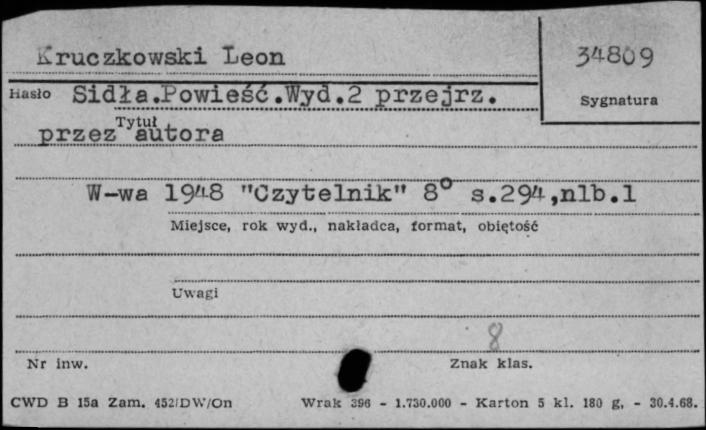 Kruczkowski Leon
34809
Hasło Sidła.Powieść.Wyd.2 przejrz.
Sygnatura
Tytuł
przez autora
W-wa 1948 "Czytelnik" 8° s.294,nlb.1
Miejsce, rok wyd., nakładca, format, objętość
Uwagi
8
Nr inw.
Znak klas.
CWD B 15a Zam. 452/DW/On Wrak 396 - 1.730.000 - Karton 5 kl. 180 g. - 30.4.68.